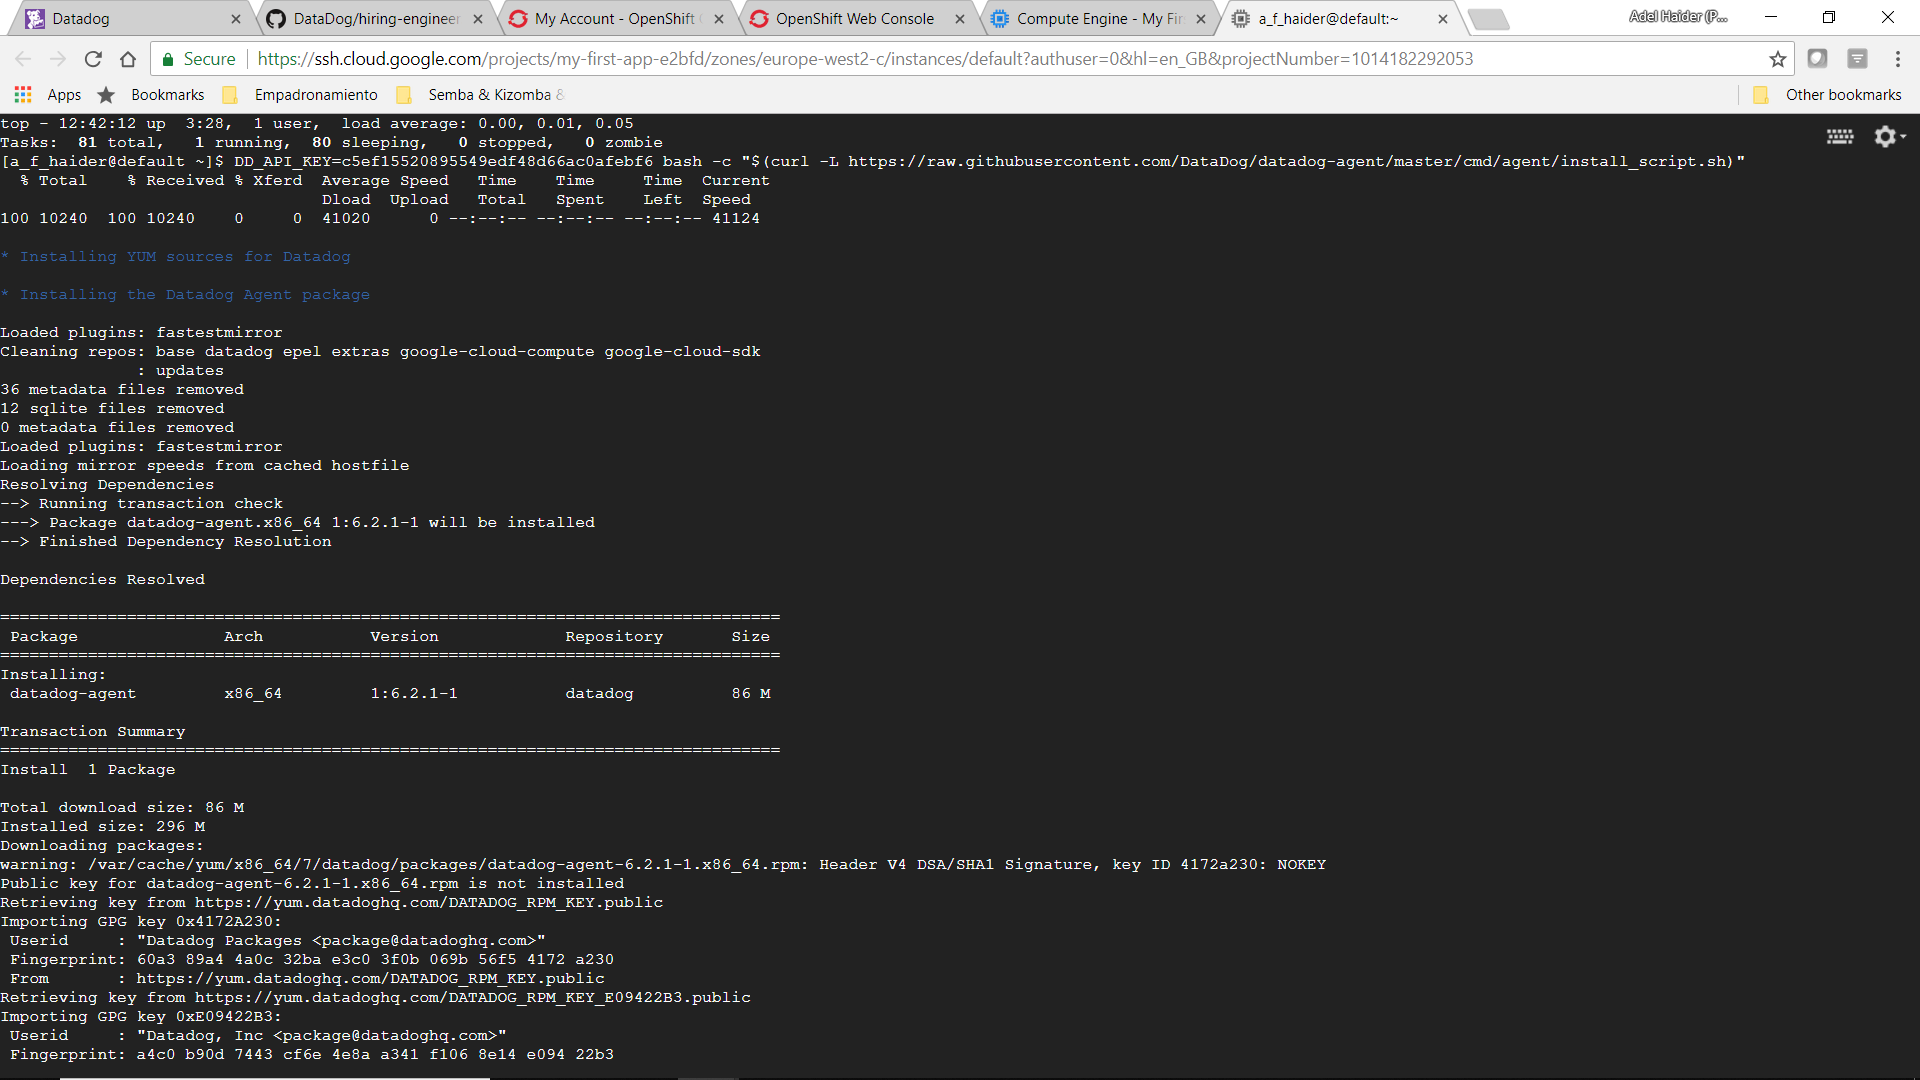 Datadog
DataDog/hiring-engineer
My Account - OpenShift
OpenShift Web Console
Compute Engine - My Fir
a_f_haider@default:~
Adel Haïder (P...
Secure
https://ssh.cloud.google.com/projects/my-first-app-e2bfd/zones/europe-west2-c/instances/default?authuser=0&hl=en_GB&projectNumber=1014182292053
Apps
Bookmarks
Empadronamiento
Semba & Kizomba &
Other bookmarks
top - 12:42:12 up  3:28,  1 user,  load average: 0.00, 0.01, 0.05
Tasks:  81 total,   1 running,  80 sleeping,   0 stopped,   0 zombie
[a_f_haider@default ~]$ DD_API_KEY=c5ef15520895549edf48d66ac0afebf6 bash -c "$(curl -L https://raw.githubusercontent.com/DataDog/datadog-agent/master/cmd/agent/install_script.sh)"
  % Total    % Received % Xferd  Average Speed   Time    Time     Time  Current
                                 Dload  Upload   Total   Spent    Left  Speed
100 10240  100 10240    0     0  41020      0 --:--:-- --:--:-- --:--:-- 41124
* Installing YUM sources for Datadog
* Installing the Datadog Agent package
Loaded plugins: fastestmirror
Cleaning repos: base datadog epel extras google-cloud-compute google-cloud-sdk
              : updates
36 metadata files removed
12 sqlite files removed
0 metadata files removed
Loaded plugins: fastestmirror
Loading mirror speeds from cached hostfile
Resolving Dependencies
--> Running transaction check
---> Package datadog-agent.x86_64 1:6.2.1-1 will be installed
--> Finished Dependency Resolution
Dependencies Resolved
================================================================================
 Package               Arch           Version             Repository       Size
================================================================================
Installing:
 datadog-agent         x86_64         1:6.2.1-1           datadog          86 M
Transaction Summary
================================================================================
Install  1 Package
Total download size: 86 M
Installed size: 296 M
Downloading packages:
warning: /var/cache/yum/x86_64/7/datadog/packages/datadog-agent-6.2.1-1.x86_64.rpm: Header V4 DSA/SHA1 Signature, key ID 4172a230: NOKEY
Public key for datadog-agent-6.2.1-1.x86_64.rpm is not installed
Retrieving key from https://yum.datadoghq.com/DATADOG_RPM_KEY.public
Importing GPG key 0x4172A230:
 Userid     : "Datadog Packages <package@datadoghq.com>"
 Fingerprint: 60a3 89a4 4a0c 32ba e3c0 3f0b 069b 56f5 4172 a230
 From       : https://yum.datadoghq.com/DATADOG_RPM_KEY.public
Retrieving key from https://yum.datadoghq.com/DATADOG_RPM_KEY_E09422B3.public
Importing GPG key 0xE09422B3:
 Userid     : "Datadog, Inc <package@datadoghq.com>"
 Fingerprint: a4c0 b90d 7443 cf6e 4e8a a341 f106 8e14 e094 22b3